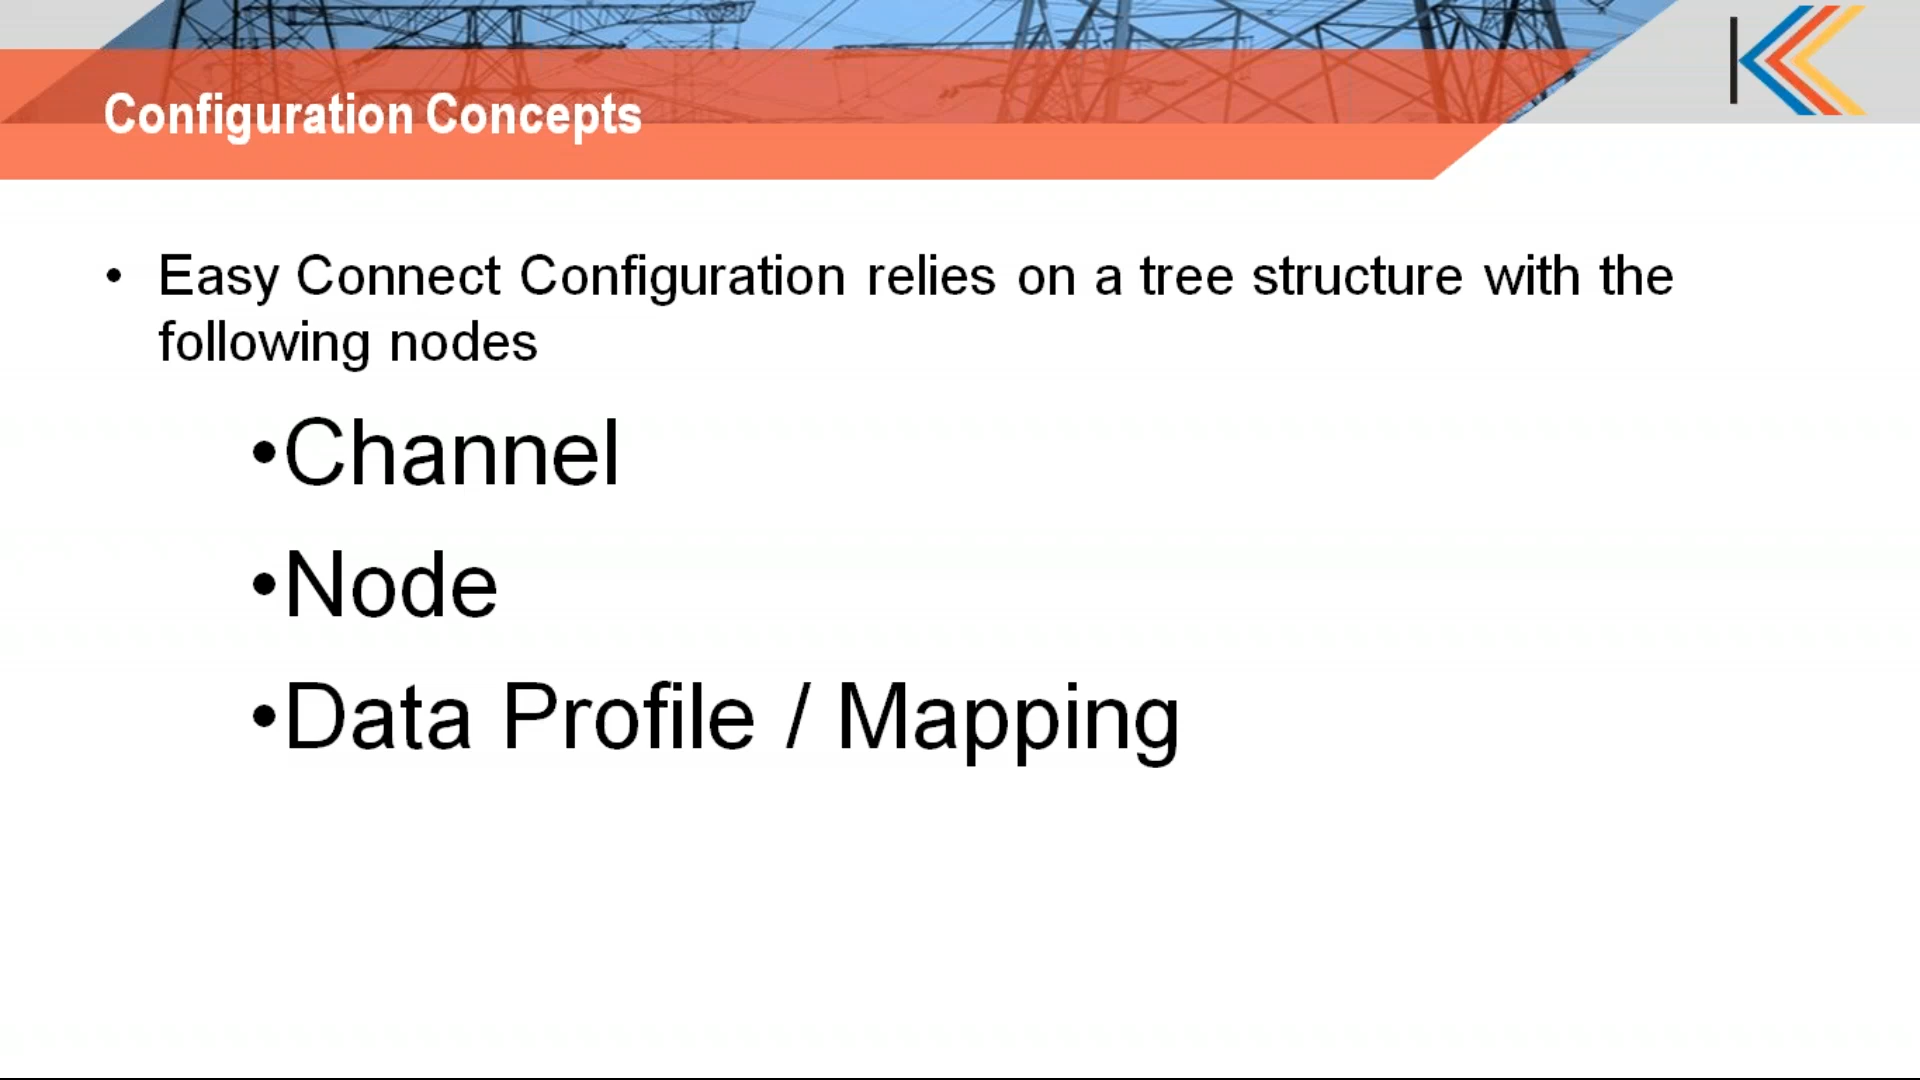 Configuration Concepts
• Easy Connect Configuration relies on a tree structure with the
following nodes
•Channel
•Node
•Data Profile / Mapping